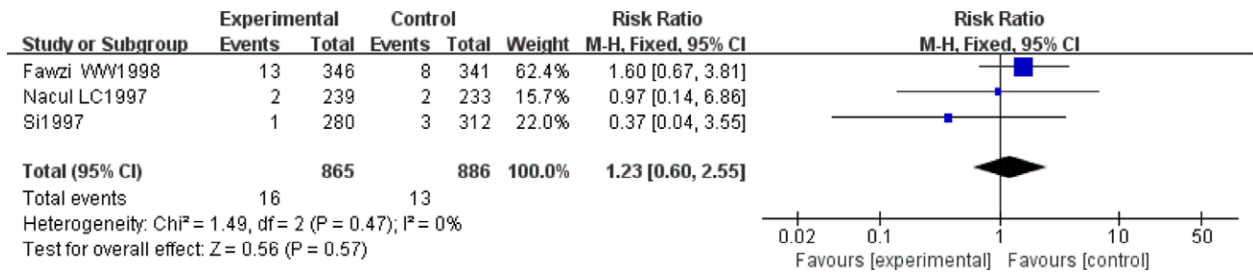 Experimental Control Risk Ratio Risk Ratio
Study or Subgroup Events Total Events Total Weight M-H, Fixed, 95% CI M-H, Fixed, 95% CI
Fawzi WW1998 13 346 8 341 62.4% 1.60 [0.67, 3.81]
Nacul LC1997 2 239 2 233 15.7% 0.97 [0.14, 6.86]
Si1997 1 280 3 312 22.0% 0.37 [0.04, 3.55]
Total (95% CI) 865 886 100.0% 1.23 [0.60, 2.55]
Total events 16 13
Heterogeneity: Chi² = 1.49, df = 2 (P = 0.47); I² = 0%
Test for overall effect: Z = 0.56 (P = 0.57)
0.02 0.1 1 10 50
Favours [experimental] Favours [control]